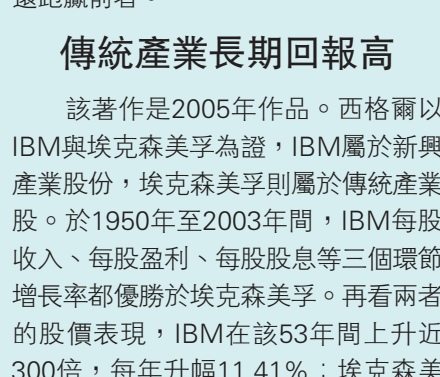 遠跑贏前者。
傳統產業長期回報高
該著作是2005年作品。西格爾以
IBM與埃克森美孚為證，IBM屬於新興
產業股份，埃克森美孚則屬於傳統產業
股。於1950年至2003年間，IBM每股
收入、每股盈利、每股股息等三個環節
增長率都優勝於埃克森美孚。再看兩者
的股價表現，IBM在該53年間上升近
300倍，每年升幅11.41%；埃克森美